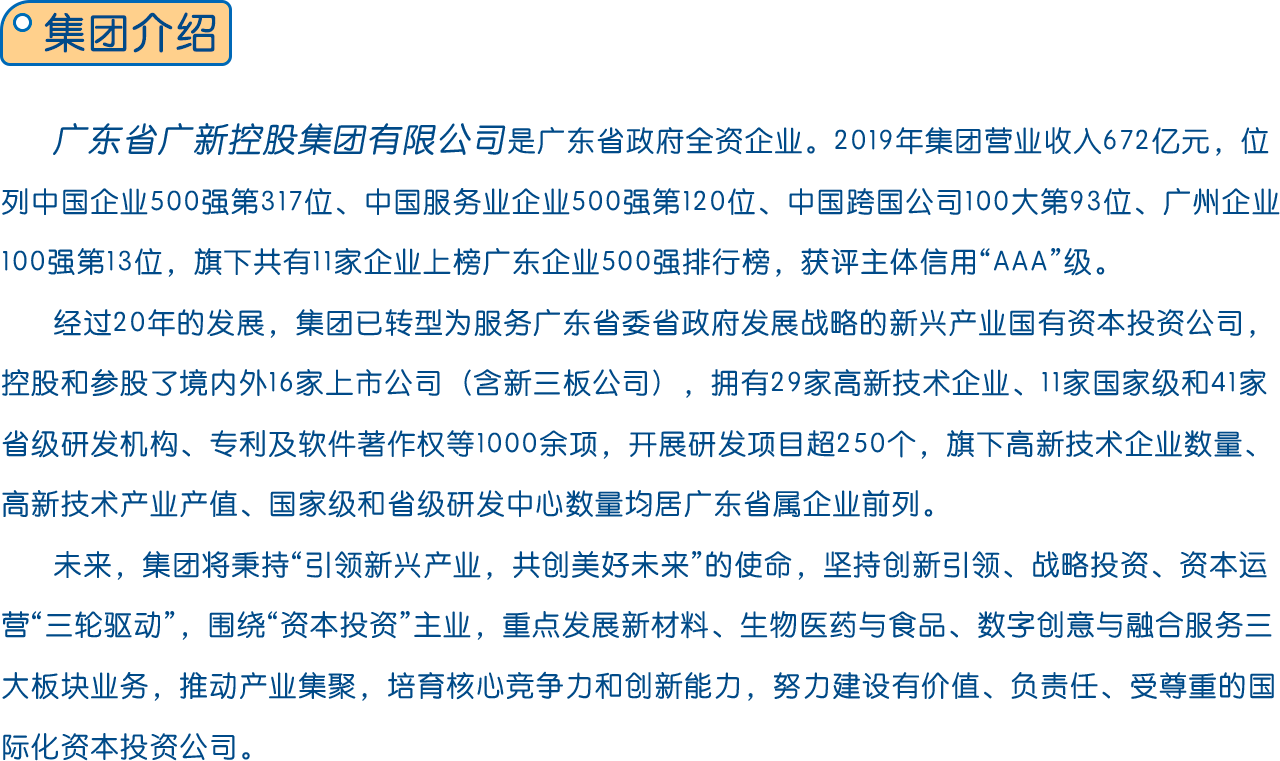 集团介绍
广东省广新控股集团有限公司是广东省政府全资企业。2019年集团营业收入672亿元，位
列中国企业500强第317位、中国服务业企业500强第120位、中国跨国公司100大第93位、广州企业
100强第13位，旗下共有11家企业上榜广东企业500强排行榜，获评主体信用“AAA”级。
经过20年的发展，集团已转型为服务广东省委省政府发展战略的新兴产业国有资本投资公司，
控股和参股了境内外16家上市公司（含新三板公司），拥有29家高新技术企业、11家国家级和41家
省级研发机构、专利及软件著作权等1000余项，开展研发项目超250个，旗下高新技术企业数量、
高新技术产业产值、国家级和省级研发中心数量均居广东省属企业前列。
未来，集团将秉持“引领新兴产业，共创美好未来”的使命，坚持创新引领、战略投资、资本运
营“三轮驱动”，围绕“资本投资”主业，重点发展新材料、生物医药与食品、数字创意与融合服务三
大板块业务，推动产业集聚，培育核心竞争力和创新能力，努力建设有价值、负责任、受尊重的国
际化资本投资公司。